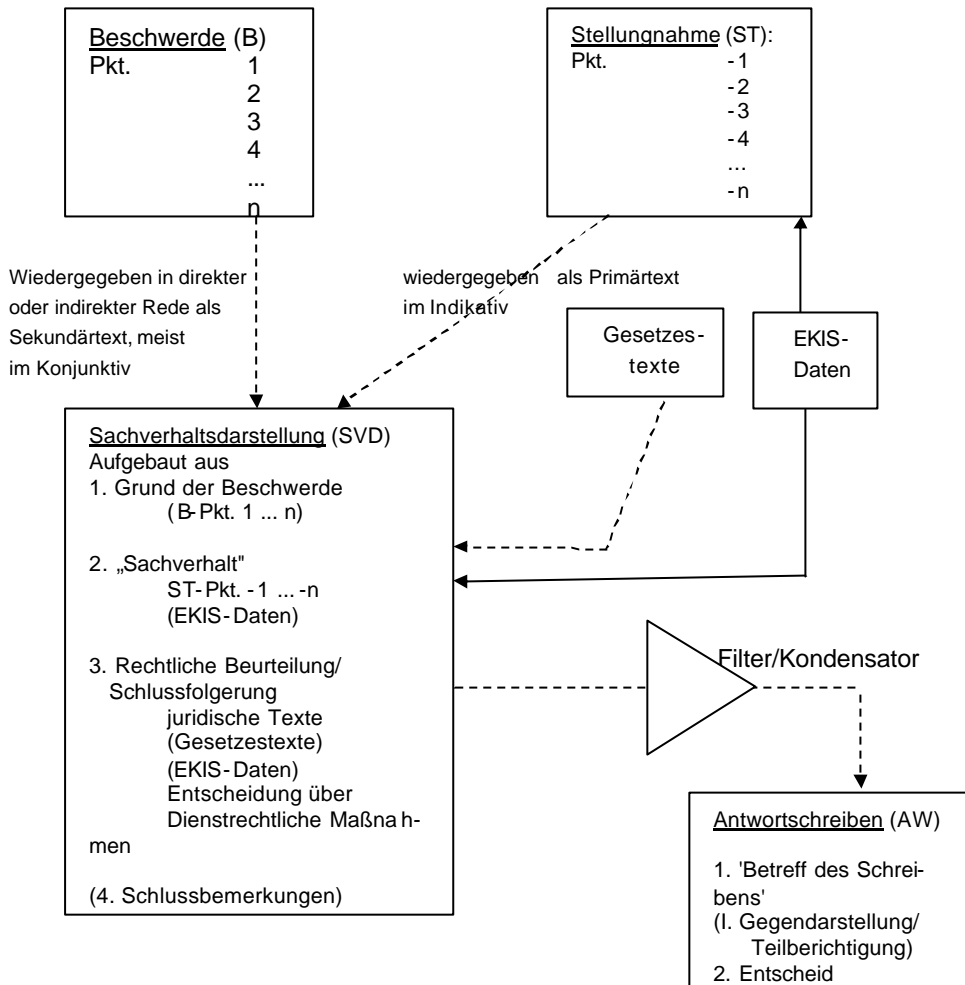 Beschwerde (B)
Pkt. 1
2
3
4
...
n
Stellungnahme (ST):
Pkt. -1
-2
-3
-4
...
-n
Wiedergegeben in direkter
oder indirekter Rede als
Sekundärtext, meist
im Konjunktiv
wiedergegeben als Primärtext
im Indikativ
Gesetzes-
texte
EKIS-
Daten
Sachverhaltsdarstellung (SVD)
Aufgebaut aus
1. Grund der Beschwerde
(B-Pkt. 1 ... n)
2. „Sachverhalt"
ST-Pkt. -1 ... -n
(EKIS-Daten)
3. Rechtliche Beurteilung/
Schlussfolgerung
juridische Texte
(Gesetzestexte)
(EKIS-Daten)
Entscheidung über
Dienstrechtliche Maßnah-
men
(4. Schlussbemerkungen)
Filter/Kondensator
Antwortschreiben (AW)
1. 'Betreff des Schrei-
bens'
(I. Gegendarstellung/
Teilberichtigung)
2. Entscheid